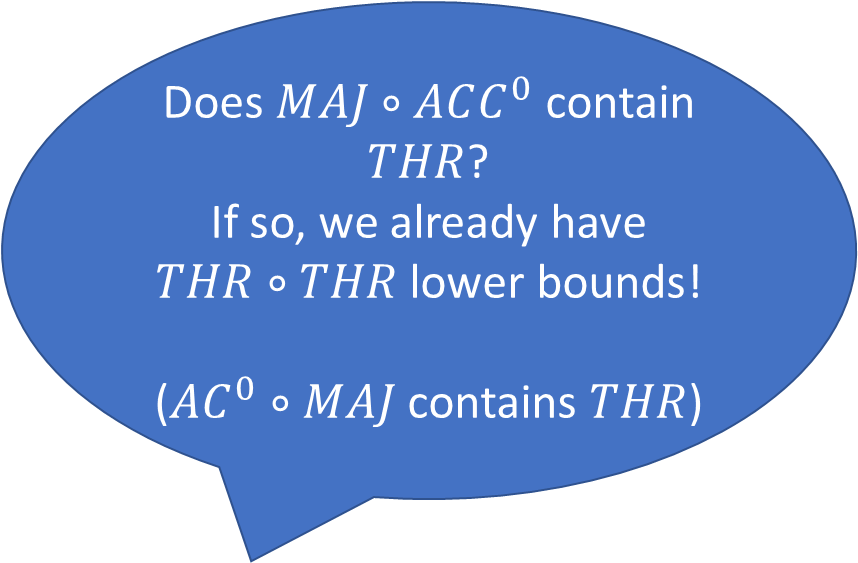 Does 𝑀𝐴𝐽 ∘ 𝐴𝐶𝐶⁰ contain
𝑇𝐻𝑅?
If so, we already have
𝑇𝐻𝑅 ∘ 𝑇𝐻𝑅 lower bounds!
(𝐴𝐶⁰ ∘ 𝑀𝐴𝐽 contains 𝑇𝐻𝑅)